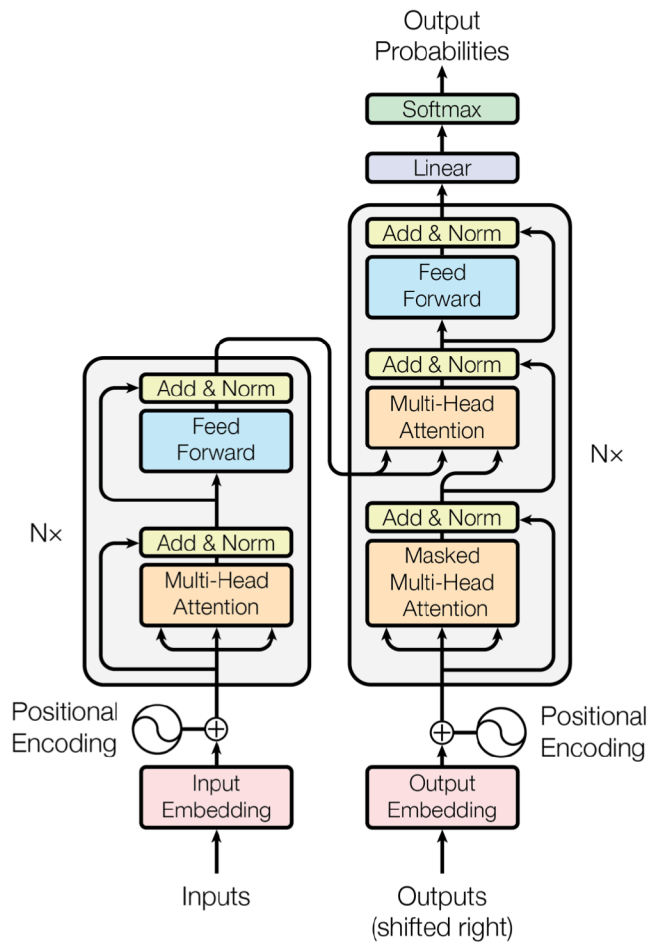 Output
Probabilities
Softmax
Linear
Add & Norm
Feed
Forward
Add & Norm
Multi-Head
Attention
Add & Norm
Masked
Multi-Head
Attention
N×
Add & Norm
Feed
Forward
Add & Norm
Multi-Head
Attention
N×
Positional
Encoding
Positional
Encoding
Input
Embedding
Output
Embedding
Inputs
Outputs
(shifted right)